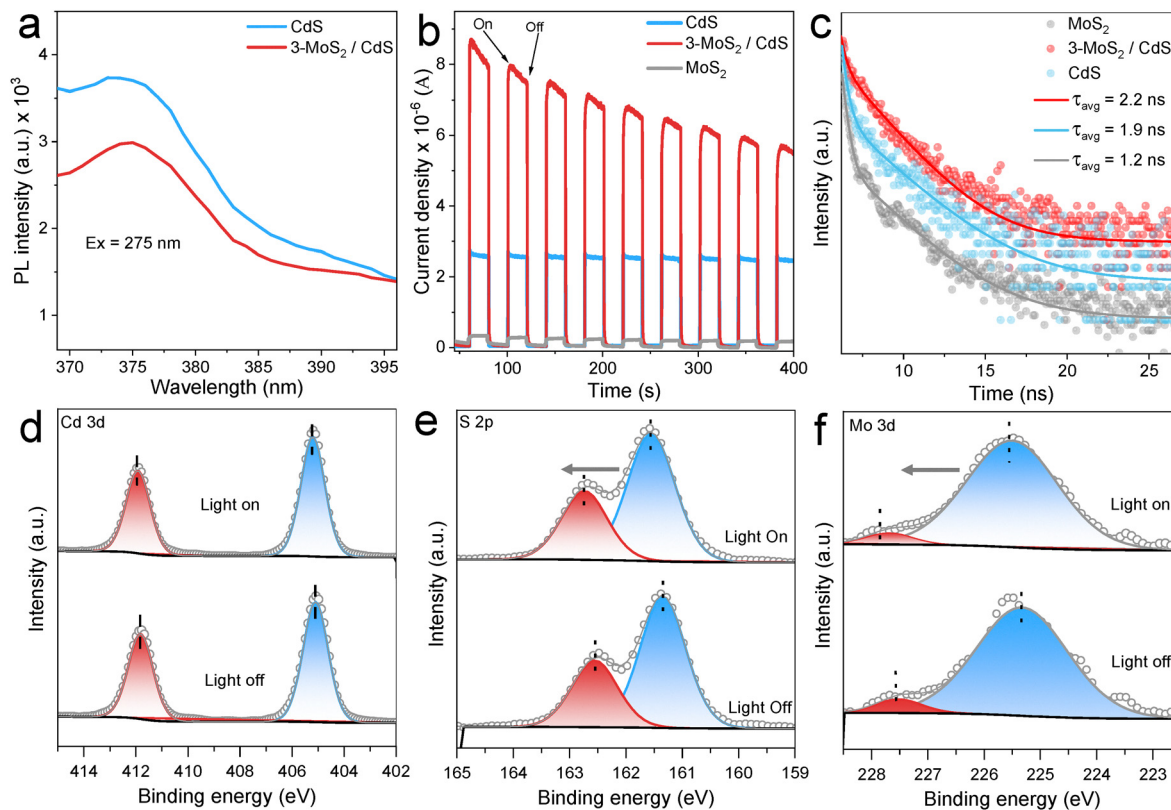 a
CdS
3-MoS₂ / CdS
Ex = 275 nm
PL intensity (a.u.) x 10³
4
3
2
1
370 375 380 385 390 395
Wavelength (nm)
b
On
Off
CdS
3-MoS₂ / CdS
MoS₂
Current density x 10⁻⁶ (A)
8
6
4
2
0
100 200 300 400
Time (s)
c
MoS₂
3-MoS₂ / CdS
CdS
τavg = 2.2 ns
τavg = 1.9 ns
τavg = 1.2 ns
Intensity (a.u.)
10 15 20 25
Time (ns)
d
Cd 3d
Light on
Light off
Intensity (a.u.)
414 412 410 408 406 404 402
Binding energy (eV)
e
S 2p
Light On
Light Off
Intensity (a.u.)
165 164 163 162 161 160 159
Binding energy (eV)
f
Mo 3d
Light on
Light off
Intensity (a.u.)
228 227 226 225 224 223
Binding energy (eV)